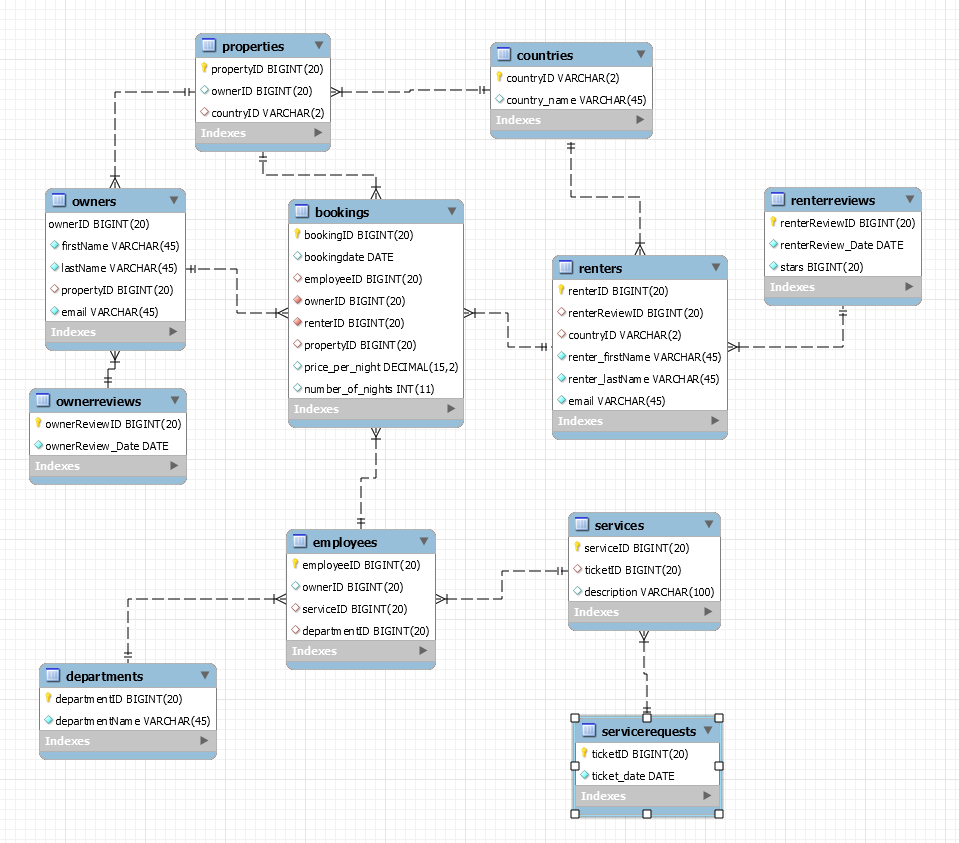 properties
propertyID BIGINT(20)
ownerID BIGINT(20)
countryID VARCHAR(2)
Indexes
countries
countryID VARCHAR(2)
country_name VARCHAR(45)
Indexes
owners
ownerID BIGINT(20)
firstName VARCHAR(45)
lastName VARCHAR(45)
propertyID BIGINT(20)
email VARCHAR(45)
Indexes
bookings
bookingID BIGINT(20)
bookingdate DATE
employeeID BIGINT(20)
ownerID BIGINT(20)
renterID BIGINT(20)
propertyID BIGINT(20)
price_per_night DECIMAL(15,2)
number_of_nights INT(11)
Indexes
renters
renterID BIGINT(20)
renterReviewID BIGINT(20)
countryID VARCHAR(2)
renter_firstName VARCHAR(45)
renter_lastName VARCHAR(45)
email VARCHAR(45)
Indexes
renterreviews
renterReviewID BIGINT(20)
renterReview_Date DATE
stars BIGINT(20)
Indexes
ownerreviews
ownerReviewID BIGINT(20)
ownerReview_Date DATE
Indexes
employees
employeeID BIGINT(20)
ownerID BIGINT(20)
serviceID BIGINT(20)
departmentID BIGINT(20)
Indexes
services
serviceID BIGINT(20)
ticketID BIGINT(20)
description VARCHAR(100)
Indexes
departments
departmentID BIGINT(20)
departmentName VARCHAR(45)
Indexes
servicerequests
ticketID BIGINT(20)
ticket_date DATE
Indexes